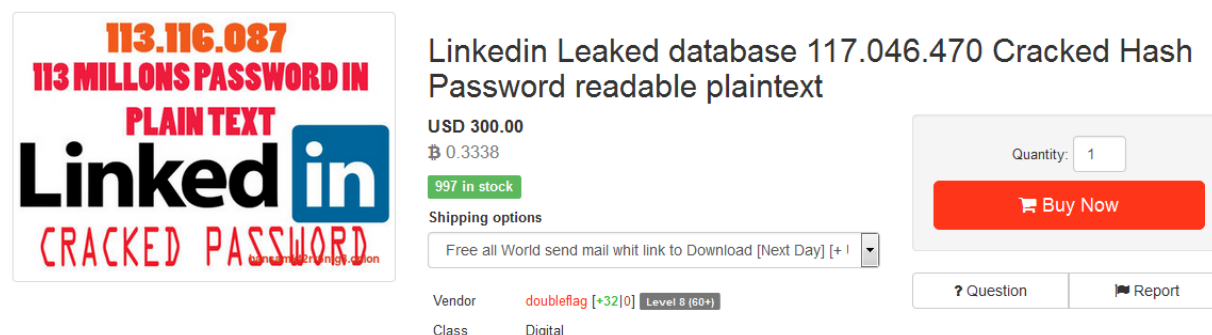 113.116.087
113 MILLONS PASSWORD IN
PLAIN TEXT
Linked in
CRACKED PASSWORD
Linkedin Leaked database 117.046.470 Cracked Hash
Password readable plaintext
USD 300.00
฿ 0.3338
997 in stock
Shipping options
Free all World send mail whit link to Download [Next Day] [+
Vendor doubleflag [+32|0] Level 8 (60+)
Class Digital
Quantity: 1
Buy Now
? Question
Report